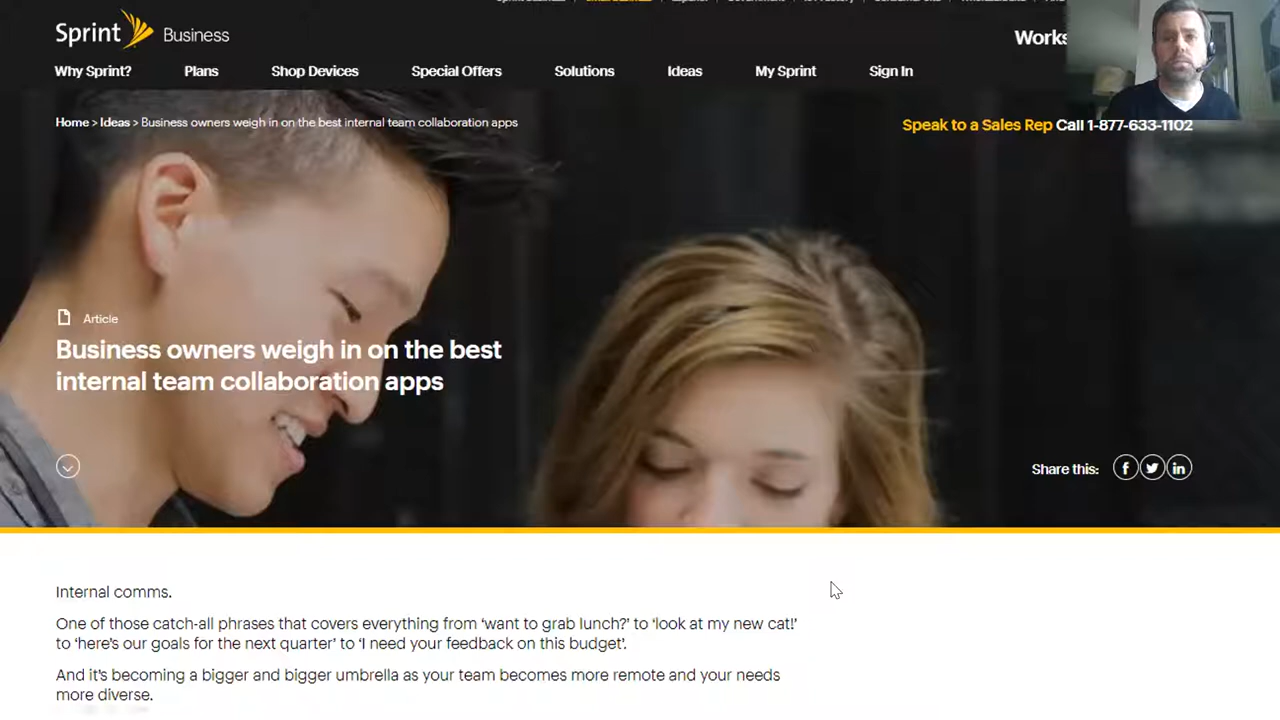 Sprint Business
Works
Why Sprint? Plans Shop Devices Special Offers Solutions Ideas My Sprint Sign In
Home > Ideas > Business owners weigh in on the best internal team collaboration apps
Speak to a Sales Rep Call 1-877-633-1102
Article
Business owners weigh in on the best
internal team collaboration apps
Share this:
Internal comms.
One of those catch-all phrases that covers everything from ‘want to grab lunch?’ to ‘look at my new cat!’
to ‘here’s our goals for the next quarter’ to ‘I need your feedback on this budget’.
And it’s becoming a bigger and bigger umbrella as your team becomes more remote and your needs
more diverse.